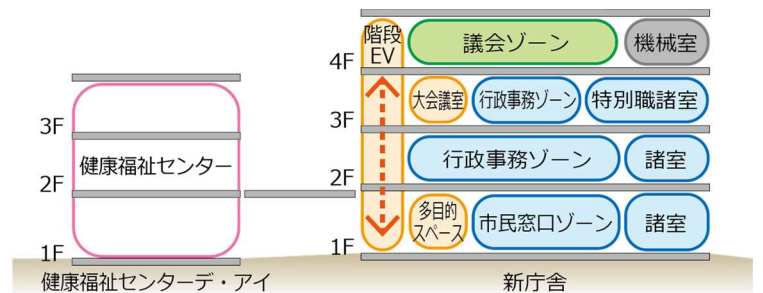 階段
EV
議会ゾーン
機械室
4F
大会議室
行政事務ゾーン
特別職諸室
3F
行政事務ゾーン
諸室
2F
多目的
スペース
市民窓口ゾーン
諸室
1F
新庁舎
3F
健康福祉センター
2F
1F
健康福祉センターデ・アイ